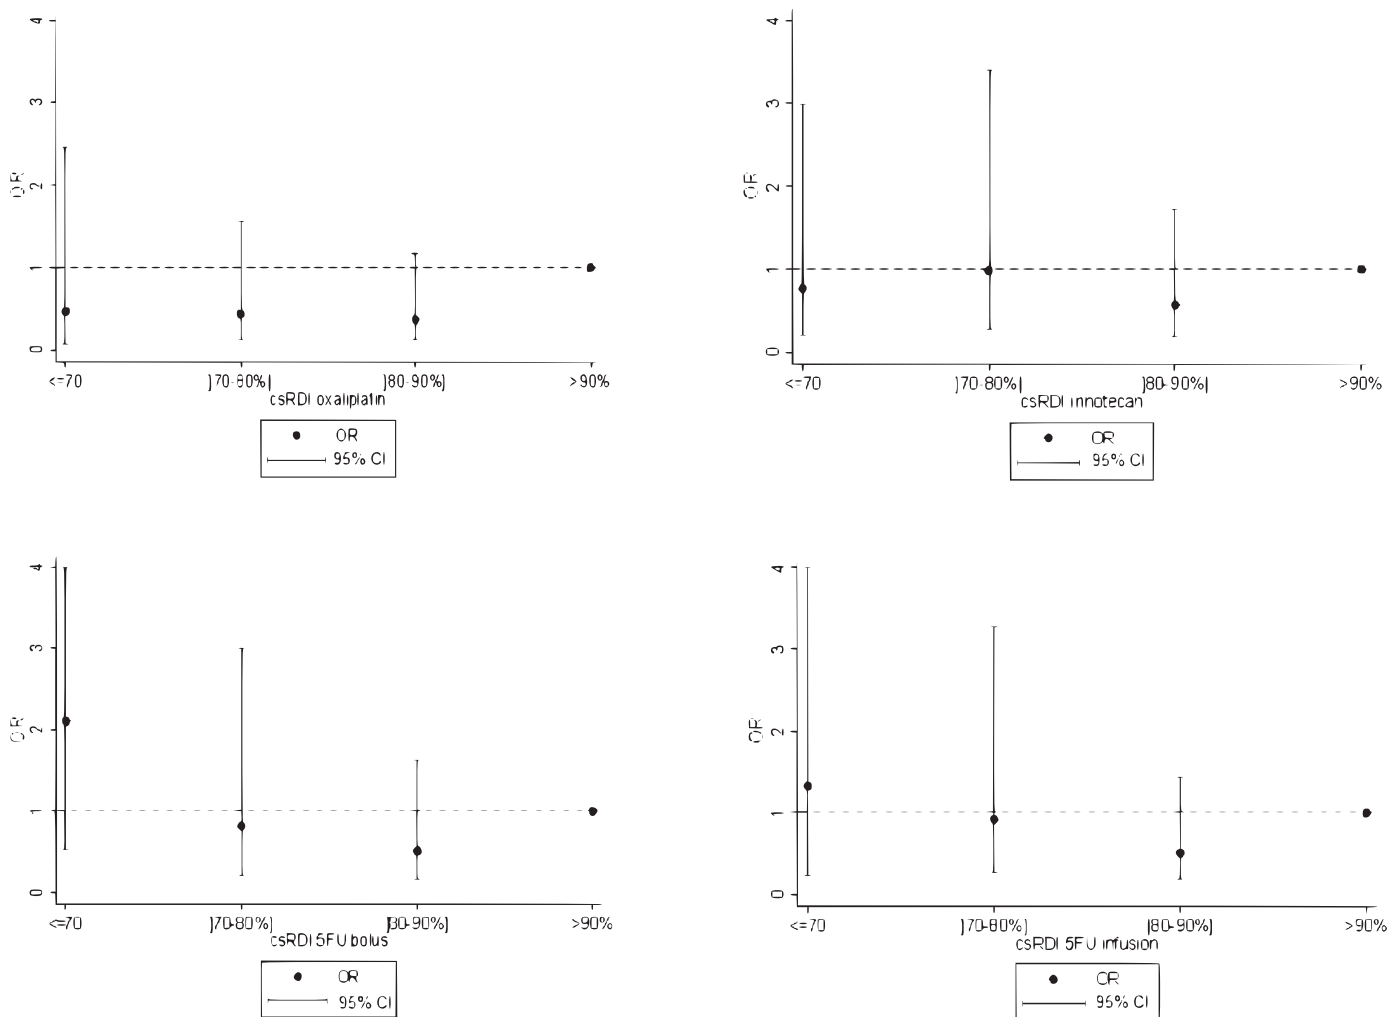 4
3
2
1
0
OR
<=70
]70-80%]
]80-90%]
>90%
csRDI oxaliplatin
OR
95% CI
4
3
2
1
0
OR
<=70
]70-80%]
]80-90%]
>90%
csRDI irinotecan
OR
95% CI
4
3
2
1
0
OR
<=70
]70-80%]
]80-90%]
>90%
csRDI 5FU bolus
OR
95% CI
4
3
2
1
0
OR
<=70
]70-80%]
]80-90%]
>90%
csRDI 5FU infusion
OR
95% CI